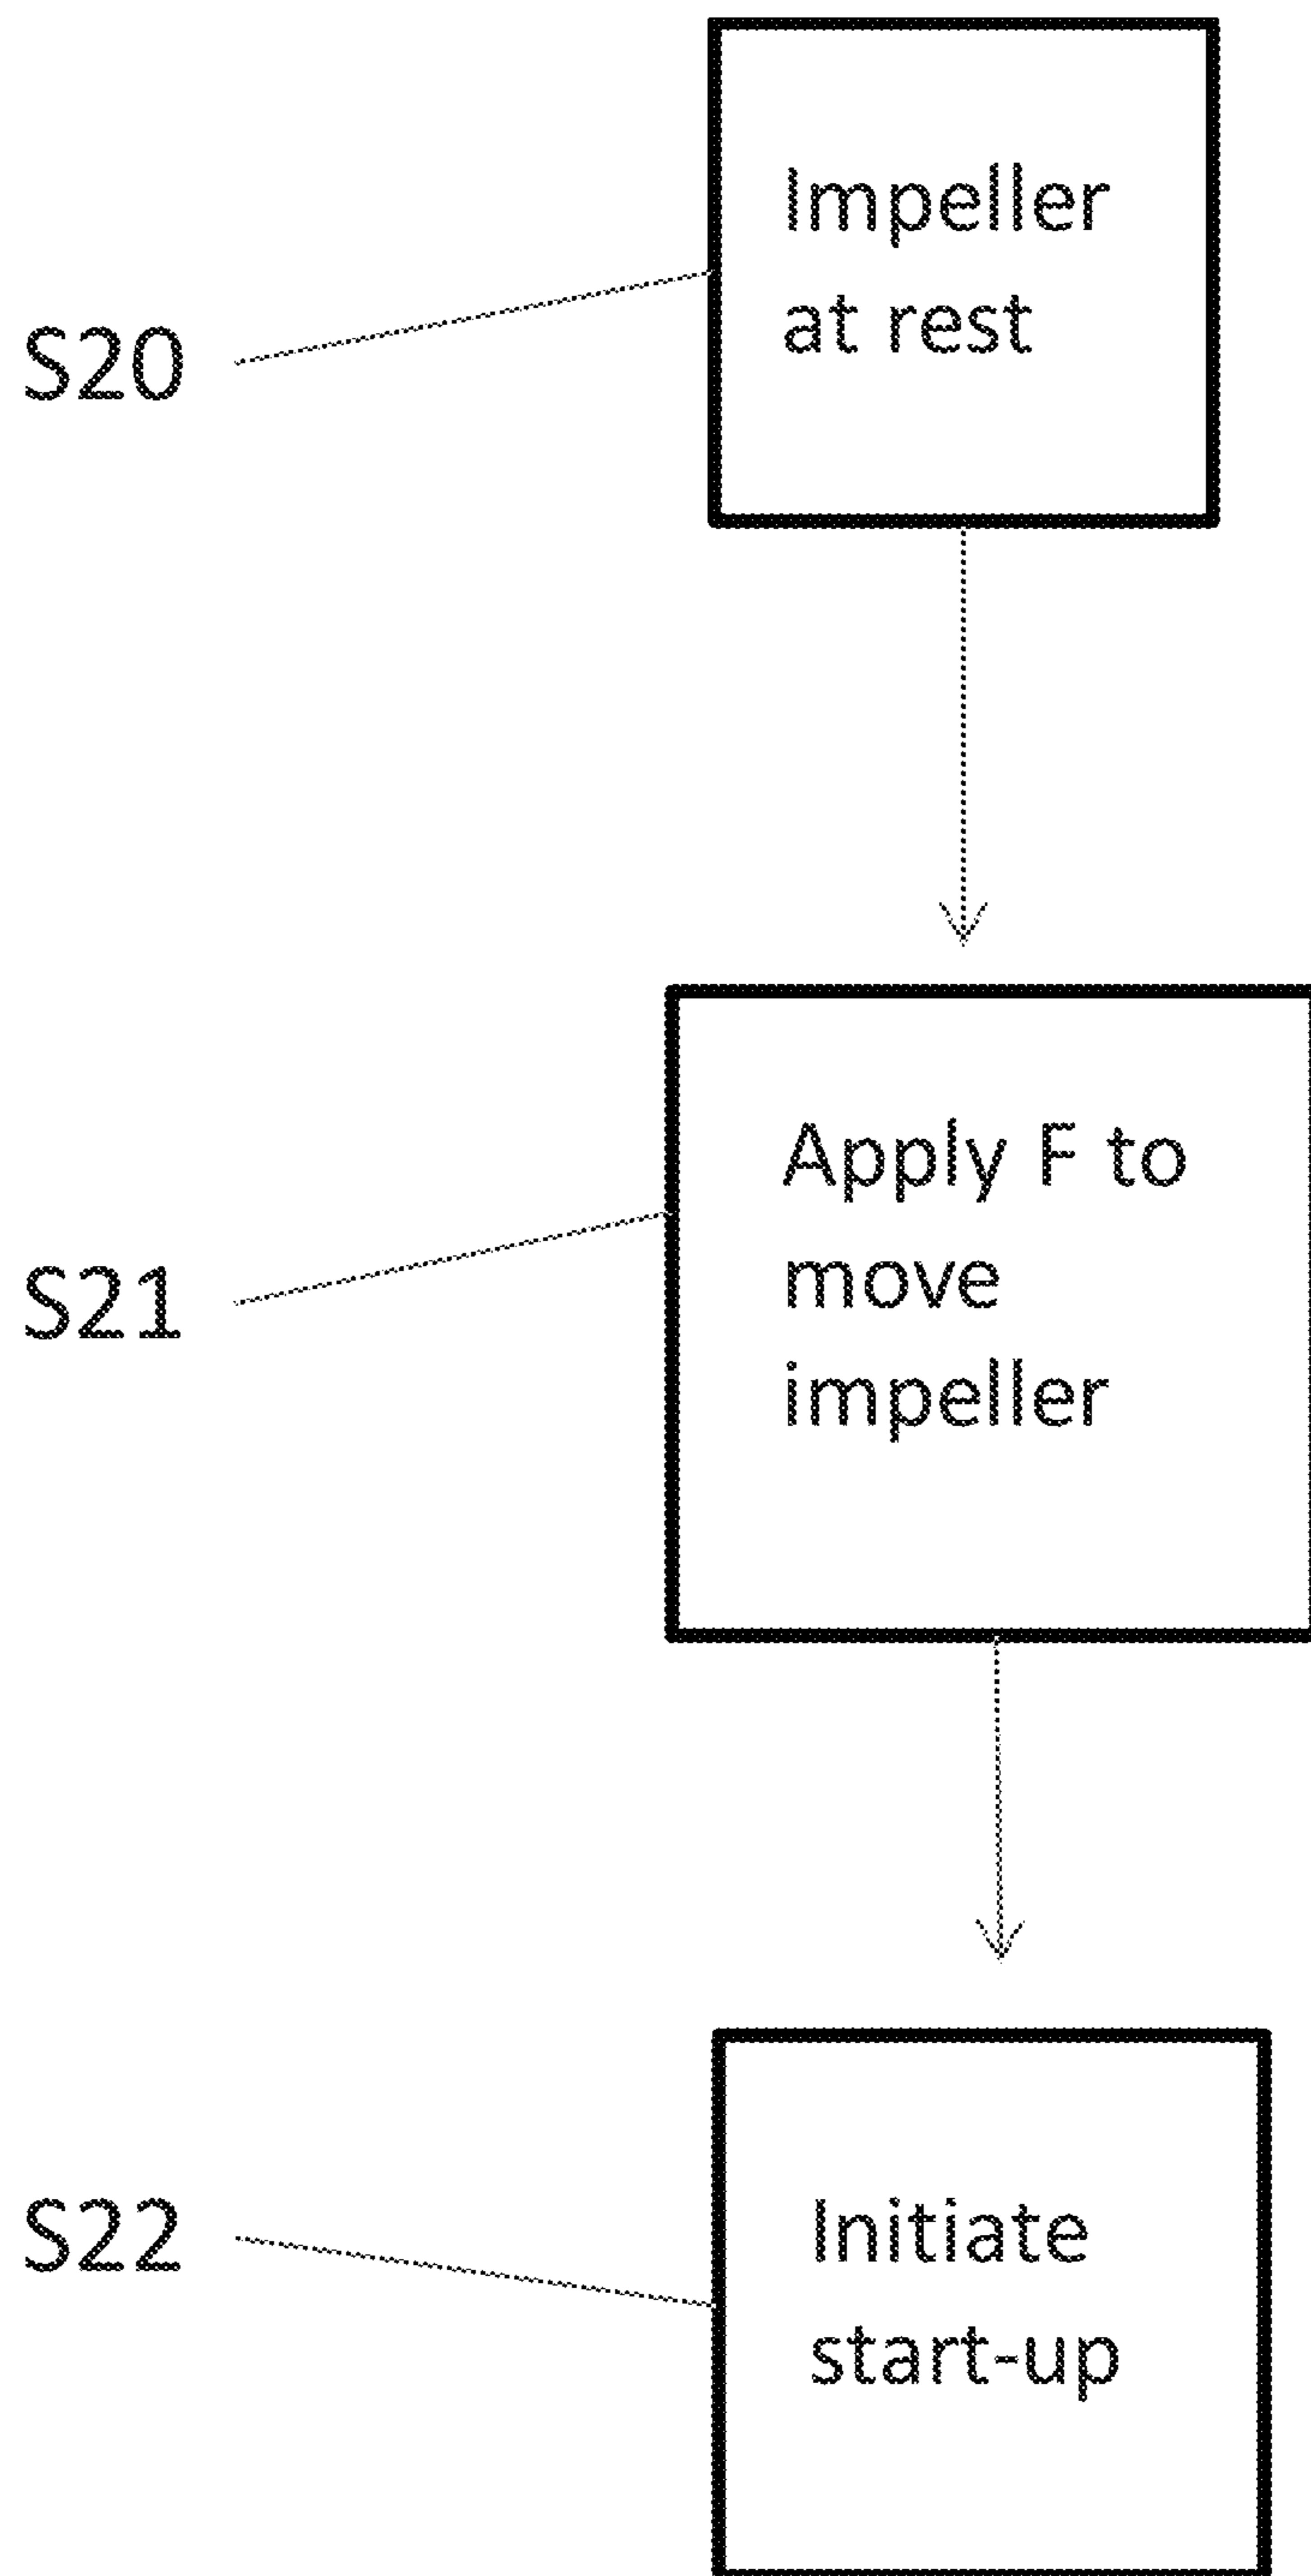 S20
Impeller
at rest
S21
Apply F to
move
impeller
S22
Initiate
start-up